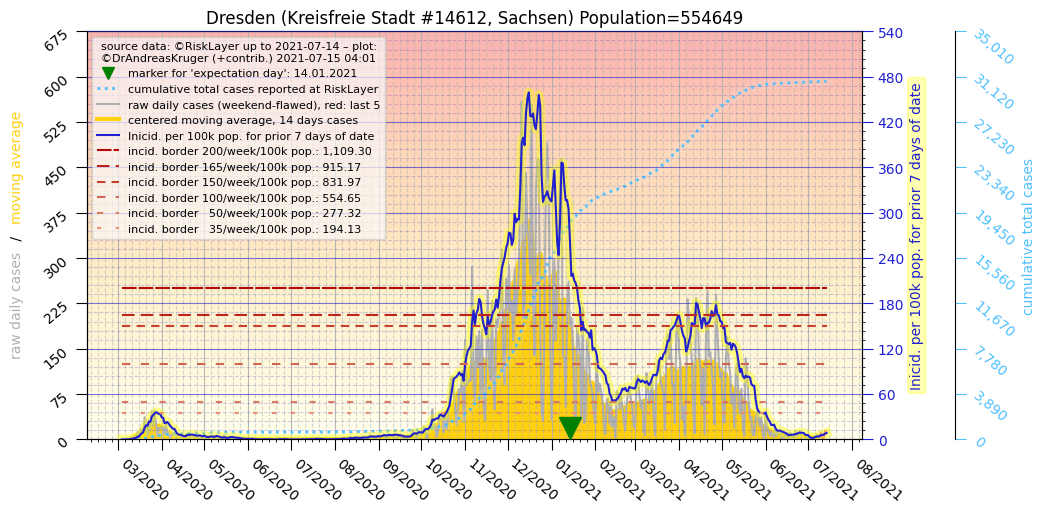 Dresden (Kreisfreie Stadt #14612, Sachsen) Population=554649
source data: ©RiskLayer up to 2021-07-14 – plot:
©DrAndreasKruger (+contrib.) 2021-07-15 04:01
marker for 'expectation day': 14.01.2021
cumulative total cases reported at RiskLayer
raw daily cases (weekend-flawed), red: last 5
centered moving average, 14 days cases
Inicid. per 100k pop. for prior 7 days of date
incid. border 200/week/100k pop.: 1,109.30
incid. border 165/week/100k pop.: 915.17
incid. border 150/week/100k pop.: 831.97
incid. border 100/week/100k pop.: 554.65
incid. border   50/week/100k pop.: 277.32
incid. border   35/week/100k pop.: 194.13
raw daily cases   /   moving average
675
600
525
450
375
300
225
150
75
0
540
480
420
360
300
240
180
120
60
0
Inicid. per 100k pop. for prior 7 days of date
35,010
31,120
27,230
23,340
19,450
15,560
11,670
7,780
3,890
0
cumulative total cases
03/2020
04/2020
05/2020
06/2020
07/2020
08/2020
09/2020
10/2020
11/2020
12/2020
01/2021
02/2021
03/2021
04/2021
05/2021
06/2021
07/2021
08/2021